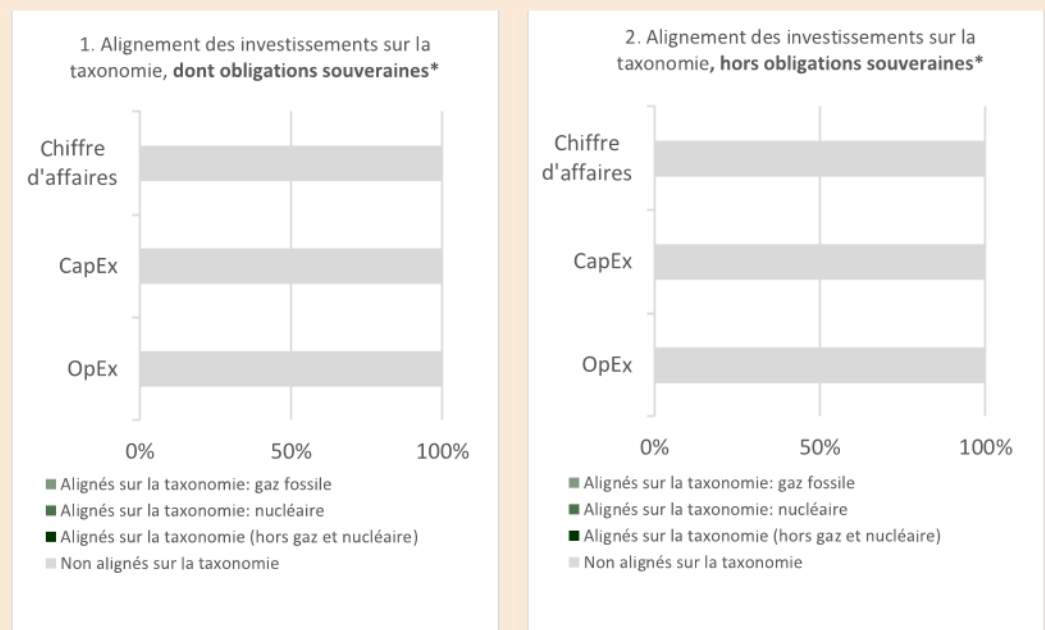 1. Alignement des investissements sur la
taxonomie, dont obligations souveraines*
Chiffre
d'affaires
CapEx
OpEx
0% 50% 100%
Alignés sur la taxonomie: gaz fossile
Alignés sur la taxonomie: nucléaire
Alignés sur la taxonomie (hors gaz et nucléaire)
Non alignés sur la taxonomie
2. Alignement des investissements sur la
taxonomie, hors obligations souveraines*
Chiffre
d'affaires
CapEx
OpEx
0% 50% 100%
Alignés sur la taxonomie: gaz fossile
Alignés sur la taxonomie: nucléaire
Alignés sur la taxonomie (hors gaz et nucléaire)
Non alignés sur la taxonomie